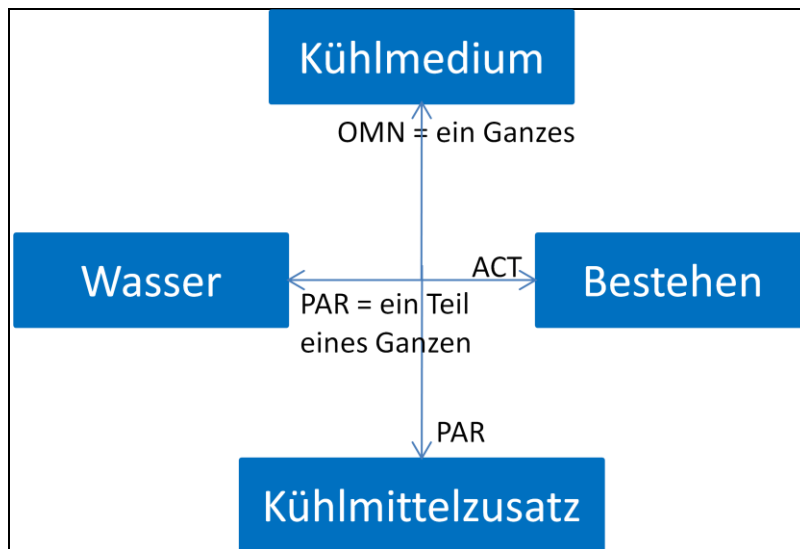 Kühlmedium
OMN = ein Ganzes
Wasser
ACT
Bestehen
PAR = ein Teil
eines Ganzen
PAR
Kühlmittelzusatz